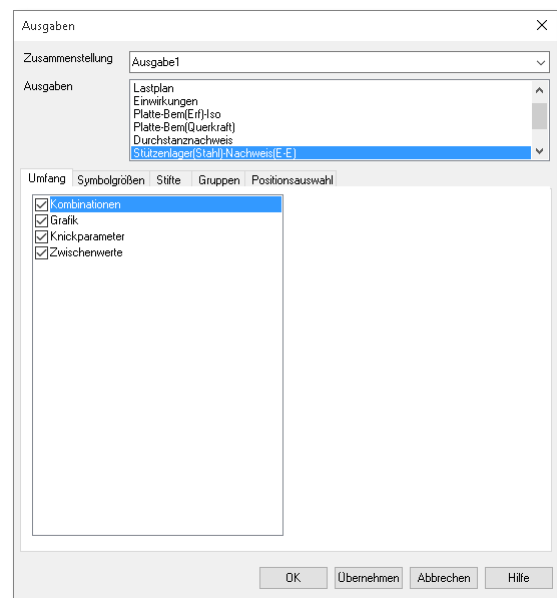 Ausgaben
Zusammenstellung Ausgabe1
Ausgaben
Lastplan
Einwirkungen
Platte-Bem(Erf)-Iso
Platte-Bem(Querkraft)
Durchstanznachweis
Stützenlager(Stahl)-Nachweis(E-E)
Umfang Symbolgrößen Stifte Gruppen Positionsauswahl
Kombinationen
Grafik
Knickparameter
Zwischenwerte
OK Übernehmen Abbrechen Hilfe